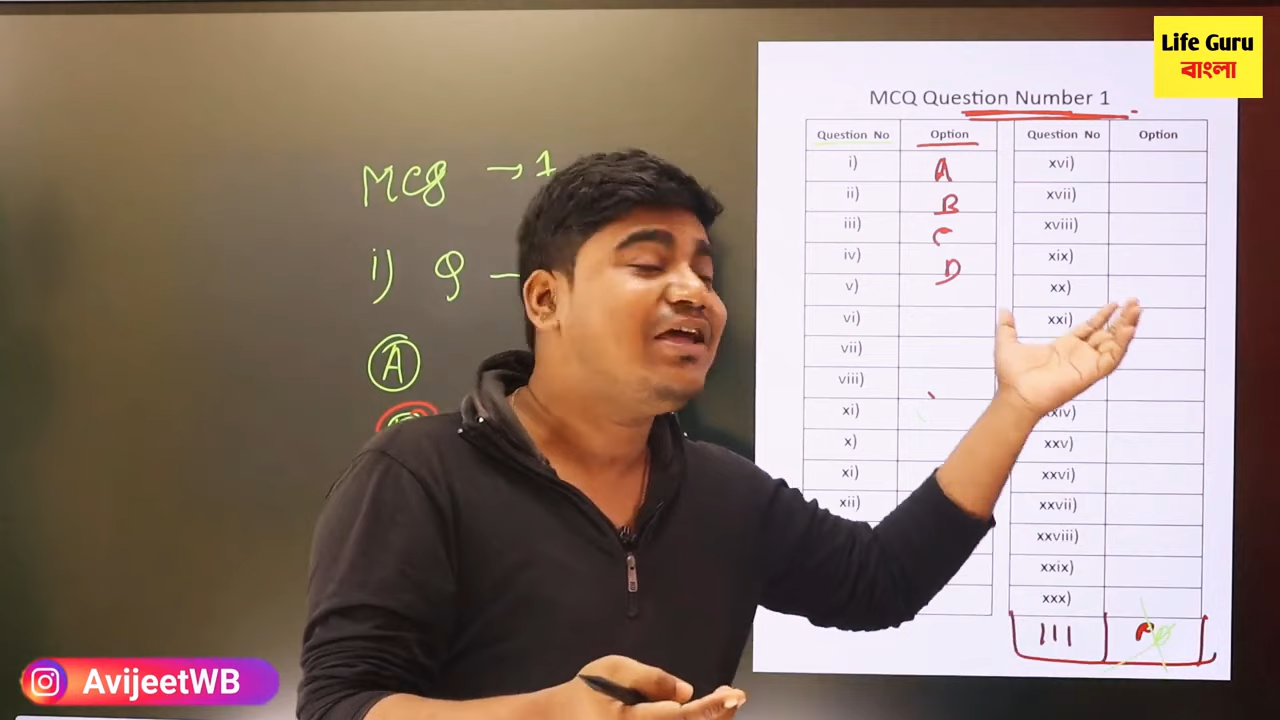 Life Guru
বাংলা
MCQ Question Number 1
Question No Option Question No Option
i) A xvi)
ii) B xvii)
iii) C xviii)
iv) D xix)
v) xx)
vi) xxi)
vii)
viii)
xi) xxiv)
x) xxv)
xi) xxvi)
xii) xxvii)
xxviii)
xxix)
xxx)
MCQ → 1
i) Q –
A
AvijeetWB